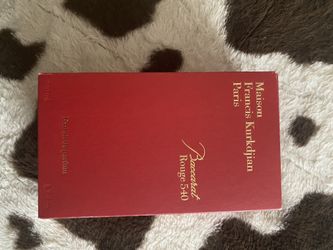 Maison
Francis Kurkdjian
Paris
Baccarat
Rouge 540